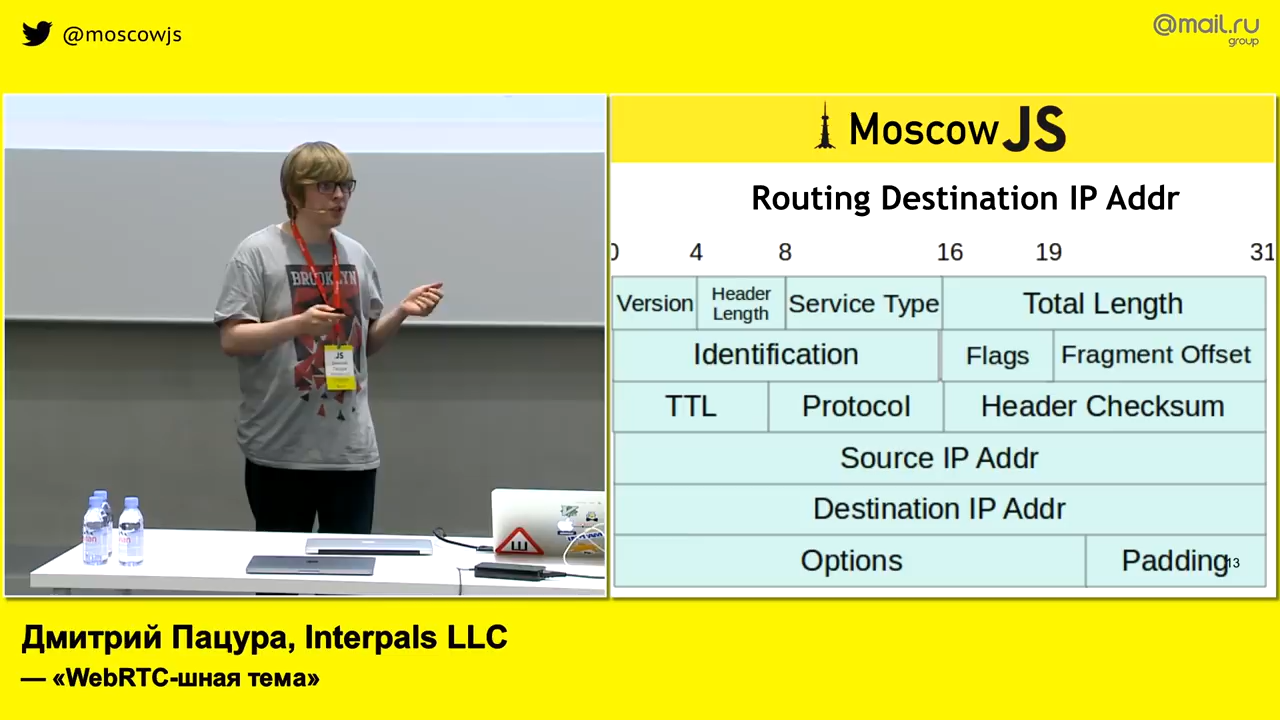 @moscowjs
@mail.ru
group
BROOKLYN
JS
Moscow JS
Routing Destination IP Addr
0 4 8 16 19 31
Version Header Length Service Type Total Length
Identification Flags Fragment Offset
TTL Protocol Header Checksum
Source IP Addr
Destination IP Addr
Options Padding
13
Дмитрий Пацура, Interpals LLC
— «WebRTC-шная тема»